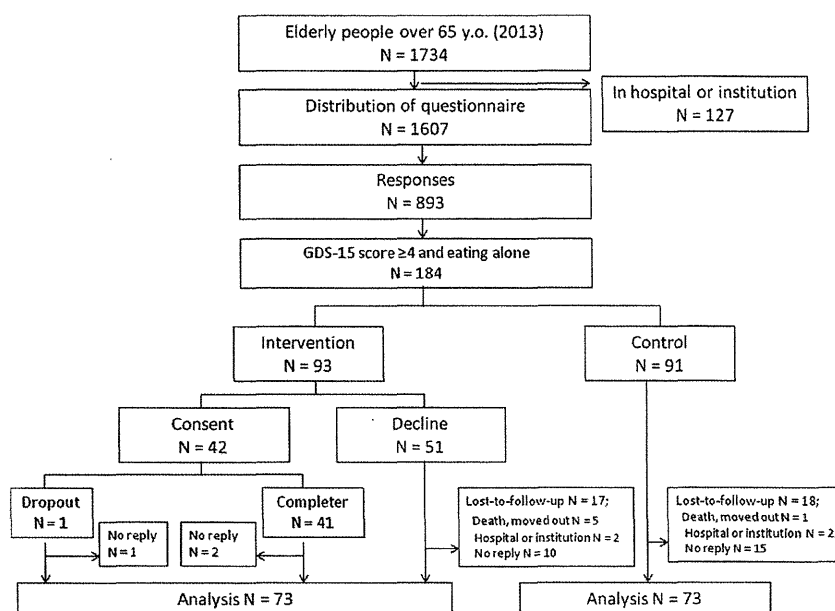 Elderly people over 65 y.o. (2013)
N = 1734
In hospital or institution
N = 127
Distribution of questionnaire
N = 1607
Responses
N = 893
GDS-15 score ≥4 and eating alone
N = 184
Intervention
N = 93
Control
N = 91
Consent
N = 42
Decline
N = 51
Dropout
N = 1
Completer
N = 41
No reply
N = 1
No reply
N = 2
Lost-to-follow-up N = 17;
Death, moved out N = 5
Hospital or institution N = 2
No reply N = 10
Lost-to-follow-up N = 18;
Death, moved out N = 1
Hospital or institution N = 2
No reply N = 15
Analysis N = 73
Analysis N = 73